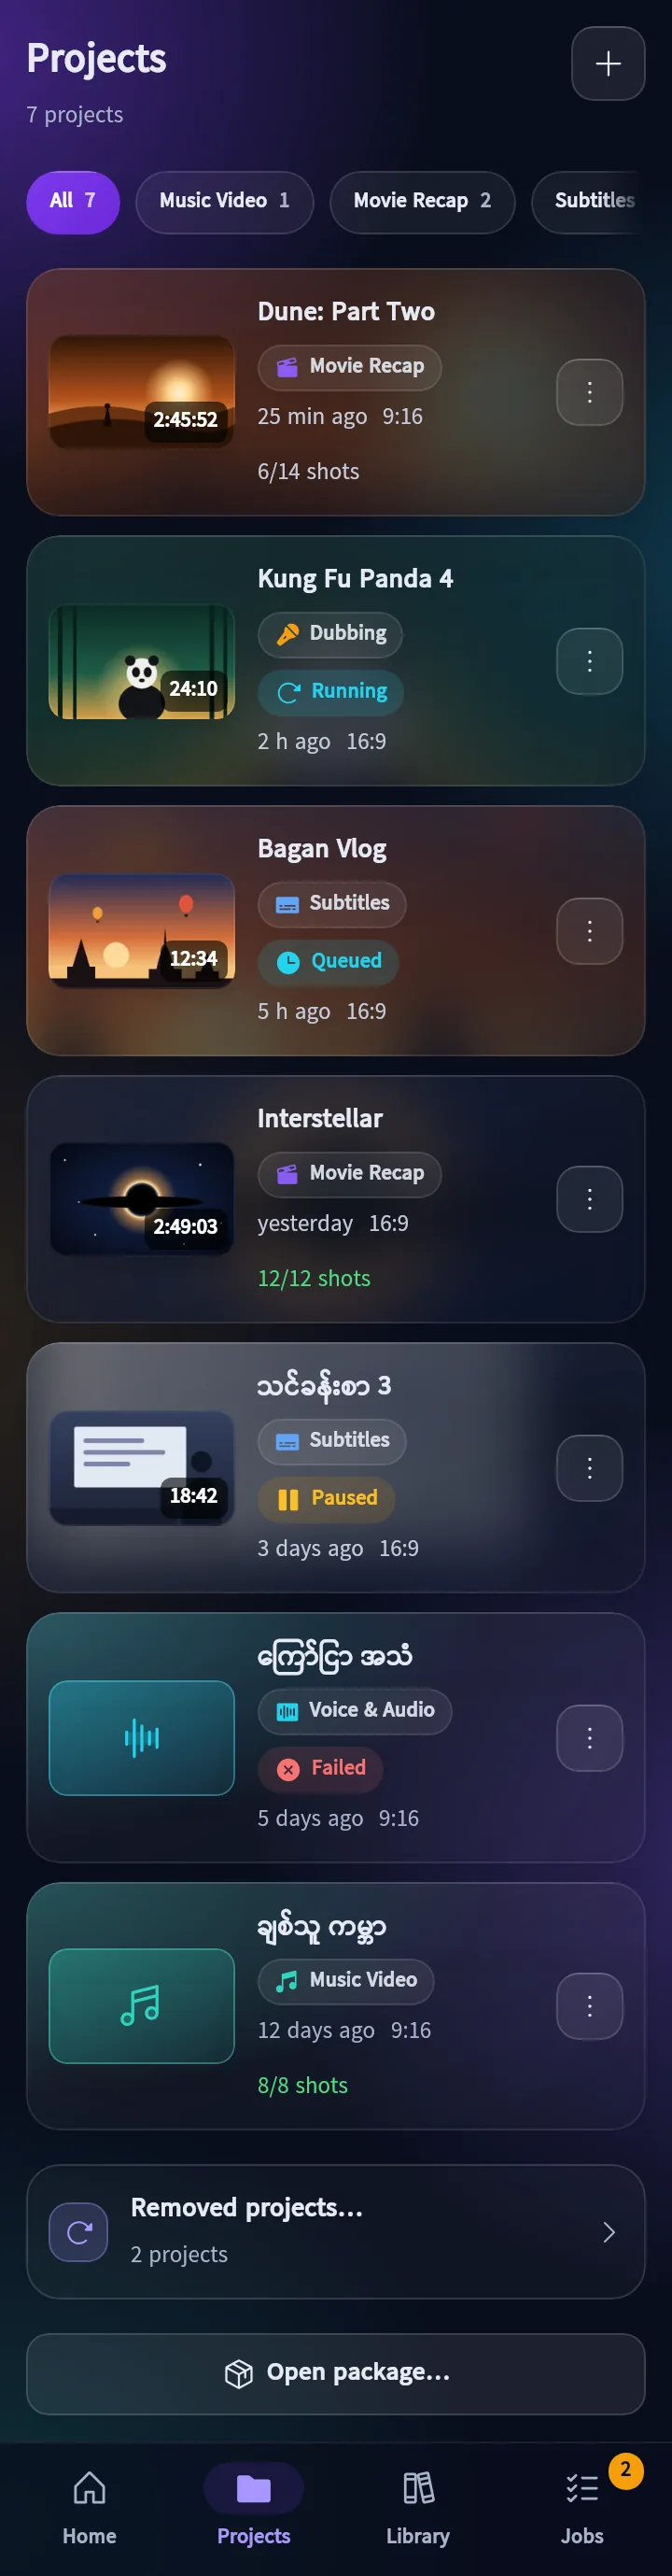 Projects
7 projects
All 7
Music Video 1
Movie Recap 2
Subtitles
Dune: Part Two
Movie Recap
2:45:52
25 min ago 9:16
6/14 shots
Kung Fu Panda 4
Dubbing
24:10
Running
2 h ago 16:9
Bagan Vlog
Subtitles
12:34
Queued
5 h ago 16:9
Interstellar
Movie Recap
2:49:03
yesterday 16:9
12/12 shots
သင်ခန်းစာ 3
Subtitles
18:42
Paused
3 days ago 16:9
ကြော်ငြာ အသံ
Voice & Audio
Failed
5 days ago 9:16
ချစ်သူ ကမ္ဘာ
Music Video
12 days ago 9:16
8/8 shots
Removed projects...
2 projects
Open package...
2
Home
Projects
Library
Jobs